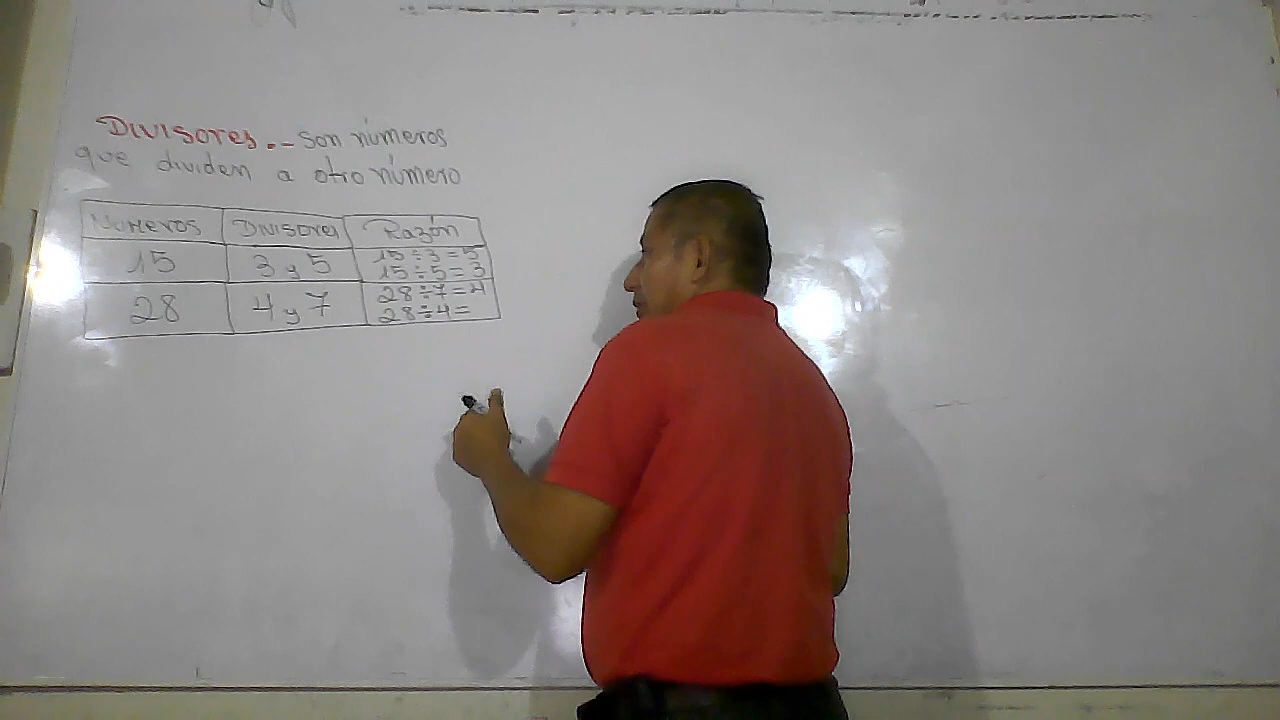 Divisores.- son números
que dividen a otro número
Números Divisores Razón
15 3 y 5 15÷3=5
15÷5=3
28 4 y 7 28÷7=4
28÷4=